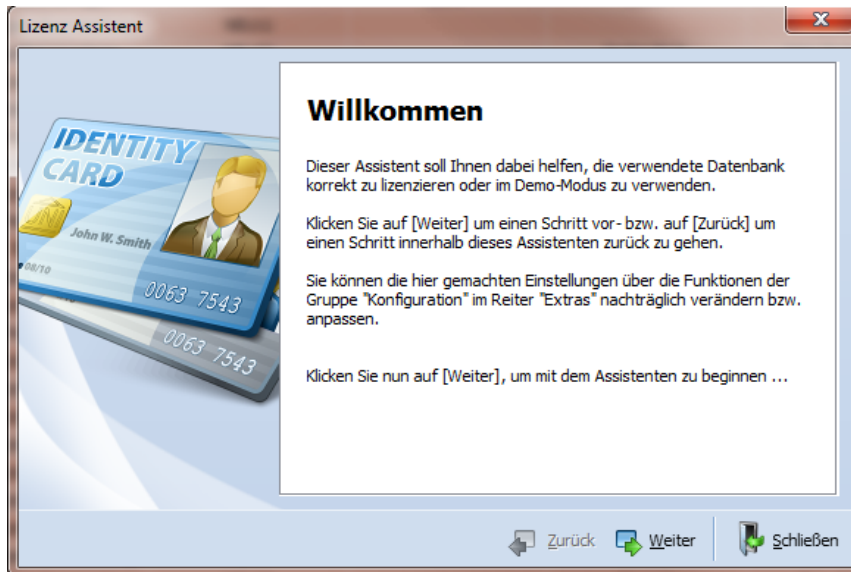 Lizenz Assistent
IDENTITY
CARD
John W. Smith
08/10
0063 7543
0063 7543
Willkommen
Dieser Assistent soll Ihnen dabei helfen, die verwendete Datenbank
korrekt zu lizenzieren oder im Demo-Modus zu verwenden.
Klicken Sie auf [Weiter] um einen Schritt vor- bzw. auf [Zurück] um
einen Schritt innerhalb dieses Assistenten zurück zu gehen.
Sie können die hier gemachten Einstellungen über die Funktionen der
Gruppe "Konfiguration" im Reiter "Extras" nachträglich verändern bzw.
anpassen.
Klicken Sie nun auf [Weiter], um mit dem Assistenten zu beginnen ...
Zurück Weiter Schließen